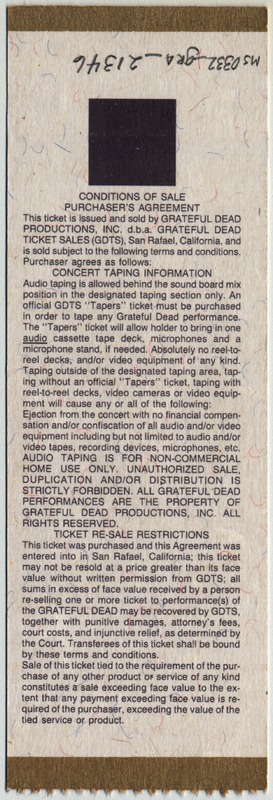 ms0332_gra_21346
CONDITIONS OF SALE
PURCHASER'S AGREEMENT
This ticket is issued and sold by GRATEFUL DEAD
PRODUCTIONS, INC. d.b.a. GRATEFUL DEAD
TICKET SALES (GDTS), San Rafael, California, and
is sold subject to the following terms and conditions.
Purchaser agrees as follows:
CONCERT TAPING INFORMATION
Audio taping is allowed behind the sound board mix
position in the designated taping section only. An
official GDTS "Tapers" ticket must be purchased
in order to tape any Grateful Dead performance.
The "Tapers" ticket will allow holder to bring in one
audio cassette tape deck, microphones and a
microphone stand, if needed. Absolutely no reel-to-
reel decks; and/or video equipment of any kind.
Taping outside of the designated taping area, tap-
ing without an official "Tapers" ticket, taping with
reel-to-reel decks, video cameras or video equip-
ment will cause any or all of the following:
Ejection from the concert with no financial compen-
sation and/or confiscation of all audio and/or video
equipment including but not limited to audio and/or
video tapes, recording devices, microphones, etc.
AUDIO TAPING IS FOR NON-COMMERCIAL
HOME USE ONLY. UNAUTHORIZED SALE,
DUPLICATION AND/OR DISTRIBUTION IS
STRICTLY FORBIDDEN. ALL GRATEFUL DEAD
PERFORMANCES ARE THE PROPERTY OF
GRATEFUL DEAD PRODUCTIONS, INC. ALL
RIGHTS RESERVED.
TICKET RE-SALE RESTRICTIONS
This ticket was purchased and this Agreement was
entered into in San Rafael, California; this ticket
may not be resold at a price greater than its face
value without written permission from GDTS; all
sums in excess of face value received by a person
re-selling one or more ticket to performance(s) of
the GRATEFUL DEAD may be recovered by GDTS,
together with punitive damages, attorney's fees,
court costs, and injunctive relief, as determined by
the Court. Transferees of this ticket shall be bound
by these terms and conditions.
Sale of this ticket tied to the requirement of the pur-
chase of any other product or service of any kind
constitutes a sale exceeding face value to the ex-
tent that any payment exceeding face value is re-
quired of the purchaser, exceeding the value of the
tied service or product.